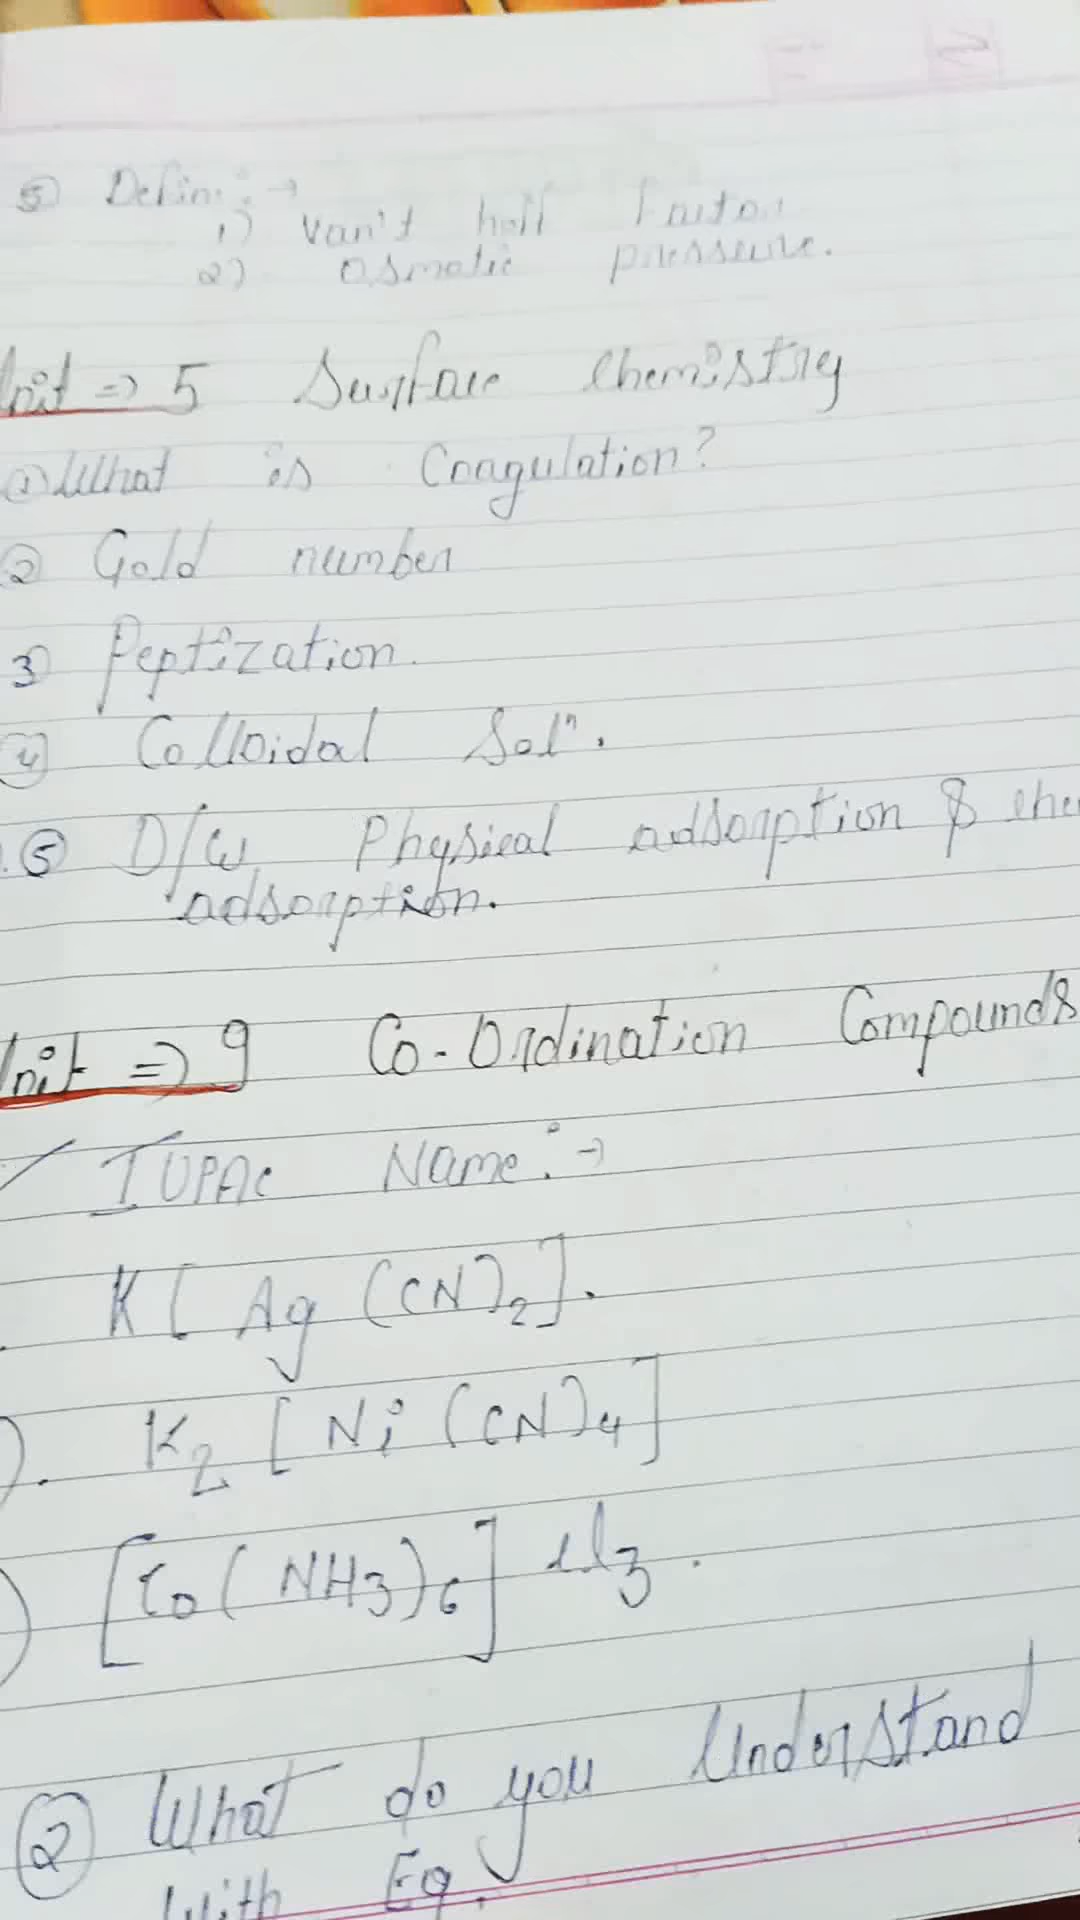 ⑤ Defin: →
1) Van't hoff Factor
2) Osmatic pressure.
Unit => 5 Surface Chemistry
① What is Coagulation?
② Gold number
③ Peptization.
④ Colloidal Solⁿ.
⑤ D/w Physical adsorption & che
adsorption.
Unit => 9 Co-Ordination Compounds
IUPAC Name :→
K[Ag(CN)2].
). K2[Ni(CN)4]
) [Co(NH3)6]Cl3.
② What do you Understand
with Eg.